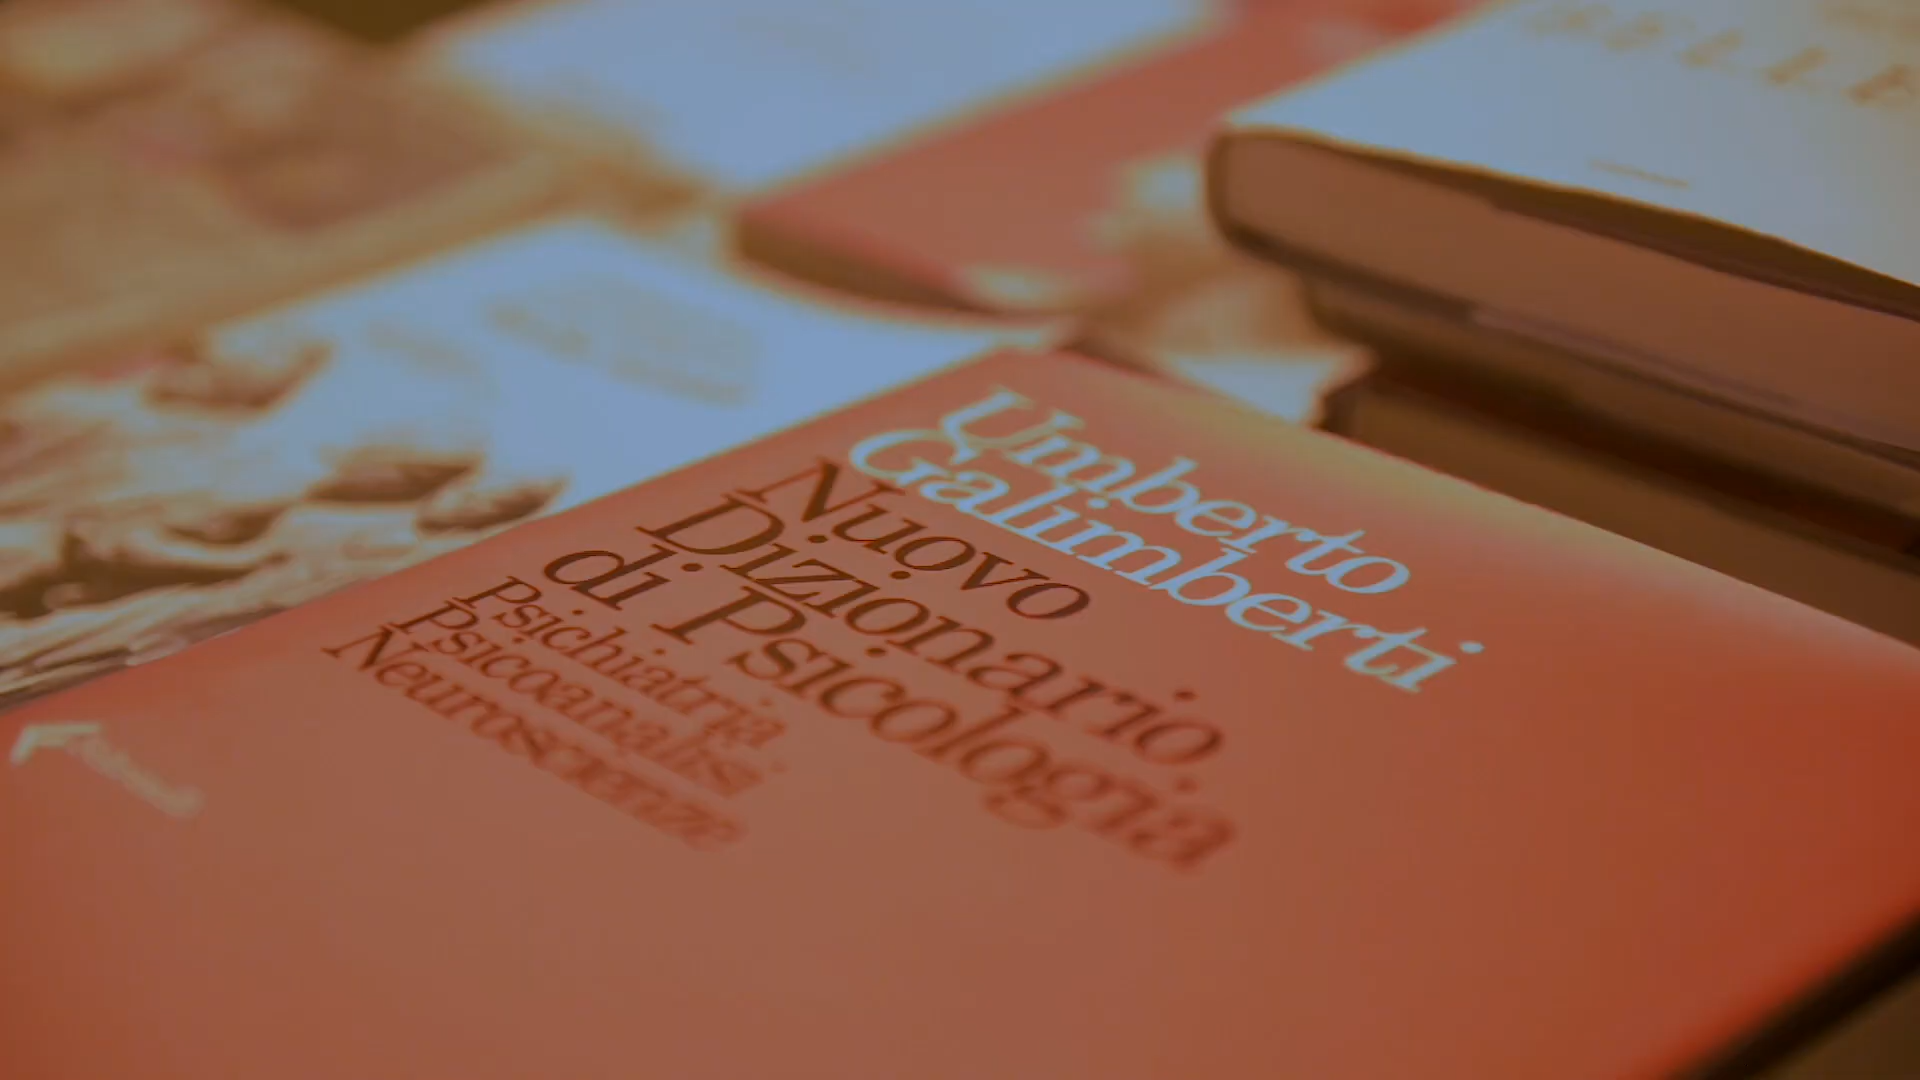 Umberto
Galimberti
Nuovo
Dizionario
di Psicologia
Psichiatria
Psicoanalisi
Neuroscienze